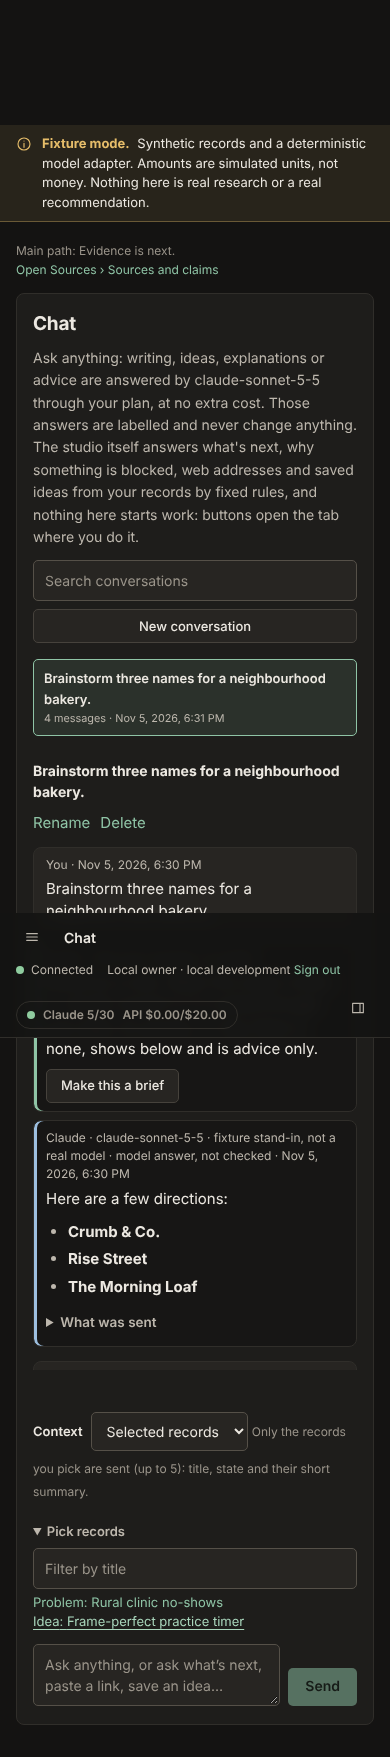 Fixture mode. Synthetic records and a deterministic
model adapter. Amounts are simulated units, not
money. Nothing here is real research or a real
recommendation.
Main path: Evidence is next.
Open Sources › Sources and claims
Chat
Ask anything: writing, ideas, explanations or
advice are answered by claude-sonnet-5-5
through your plan, at no extra cost. Those
answers are labelled and never change anything.
The studio itself answers what's next, why
something is blocked, web addresses and saved
ideas from your records by fixed rules, and
nothing here starts work: buttons open the tab
where you do it.
Search conversations
New conversation
Brainstorm three names for a neighbourhood
bakery.
4 messages · Nov 5, 2026, 6:31 PM
Brainstorm three names for a neighbourhood
bakery.
Rename Delete
You · Nov 5, 2026, 6:30 PM
Brainstorm three names for a
neighbourhood bakery.
Chat
Connected Local owner · local development Sign out
Claude 5/30 API $0.00/$20.00
none, shows below and is advice only.
Make this a brief
Claude · claude-sonnet-5-5 · fixture stand-in, not a
real model · model answer, not checked · Nov 5,
2026, 6:30 PM
Here are a few directions:
• Crumb & Co.
• Rise Street
• The Morning Loaf
▶ What was sent
Context Selected records Only the records
you pick are sent (up to 5): title, state and their short
summary.
▼ Pick records
Filter by title
Problem: Rural clinic no-shows
Idea: Frame-perfect practice timer
Ask anything, or ask what's next,
paste a link, save an idea...
Send